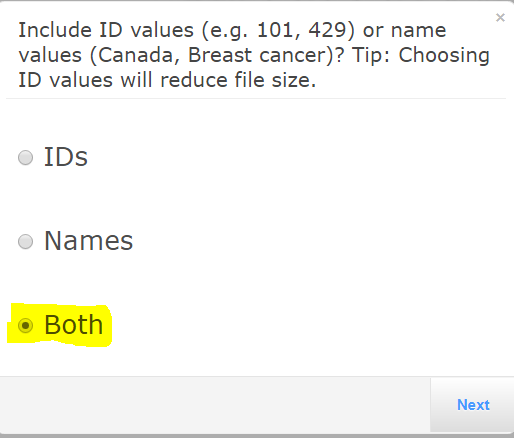 ×
Include ID values (e.g. 101, 429) or name
values (Canada, Breast cancer)? Tip: Choosing
ID values will reduce file size.
IDs
Names
Both
Next